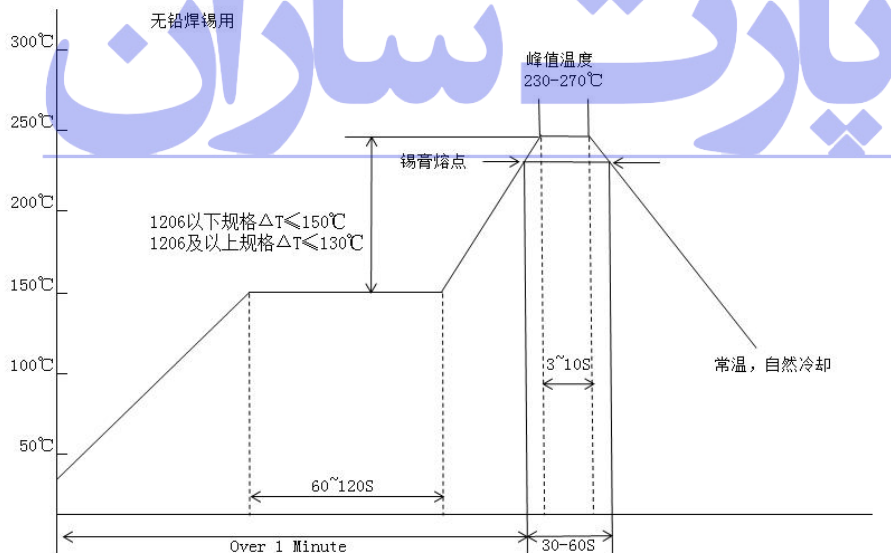 无铅焊锡用
پارت سازان
300℃
峰值温度
230-270℃
250℃
锡膏熔点
200℃
1206以下规格△T≤150℃
1206及以上规格△T≤130℃
150℃
100℃
3~10S
常温，自然冷却
50℃
60~120S
Over 1 Minute
30-60S